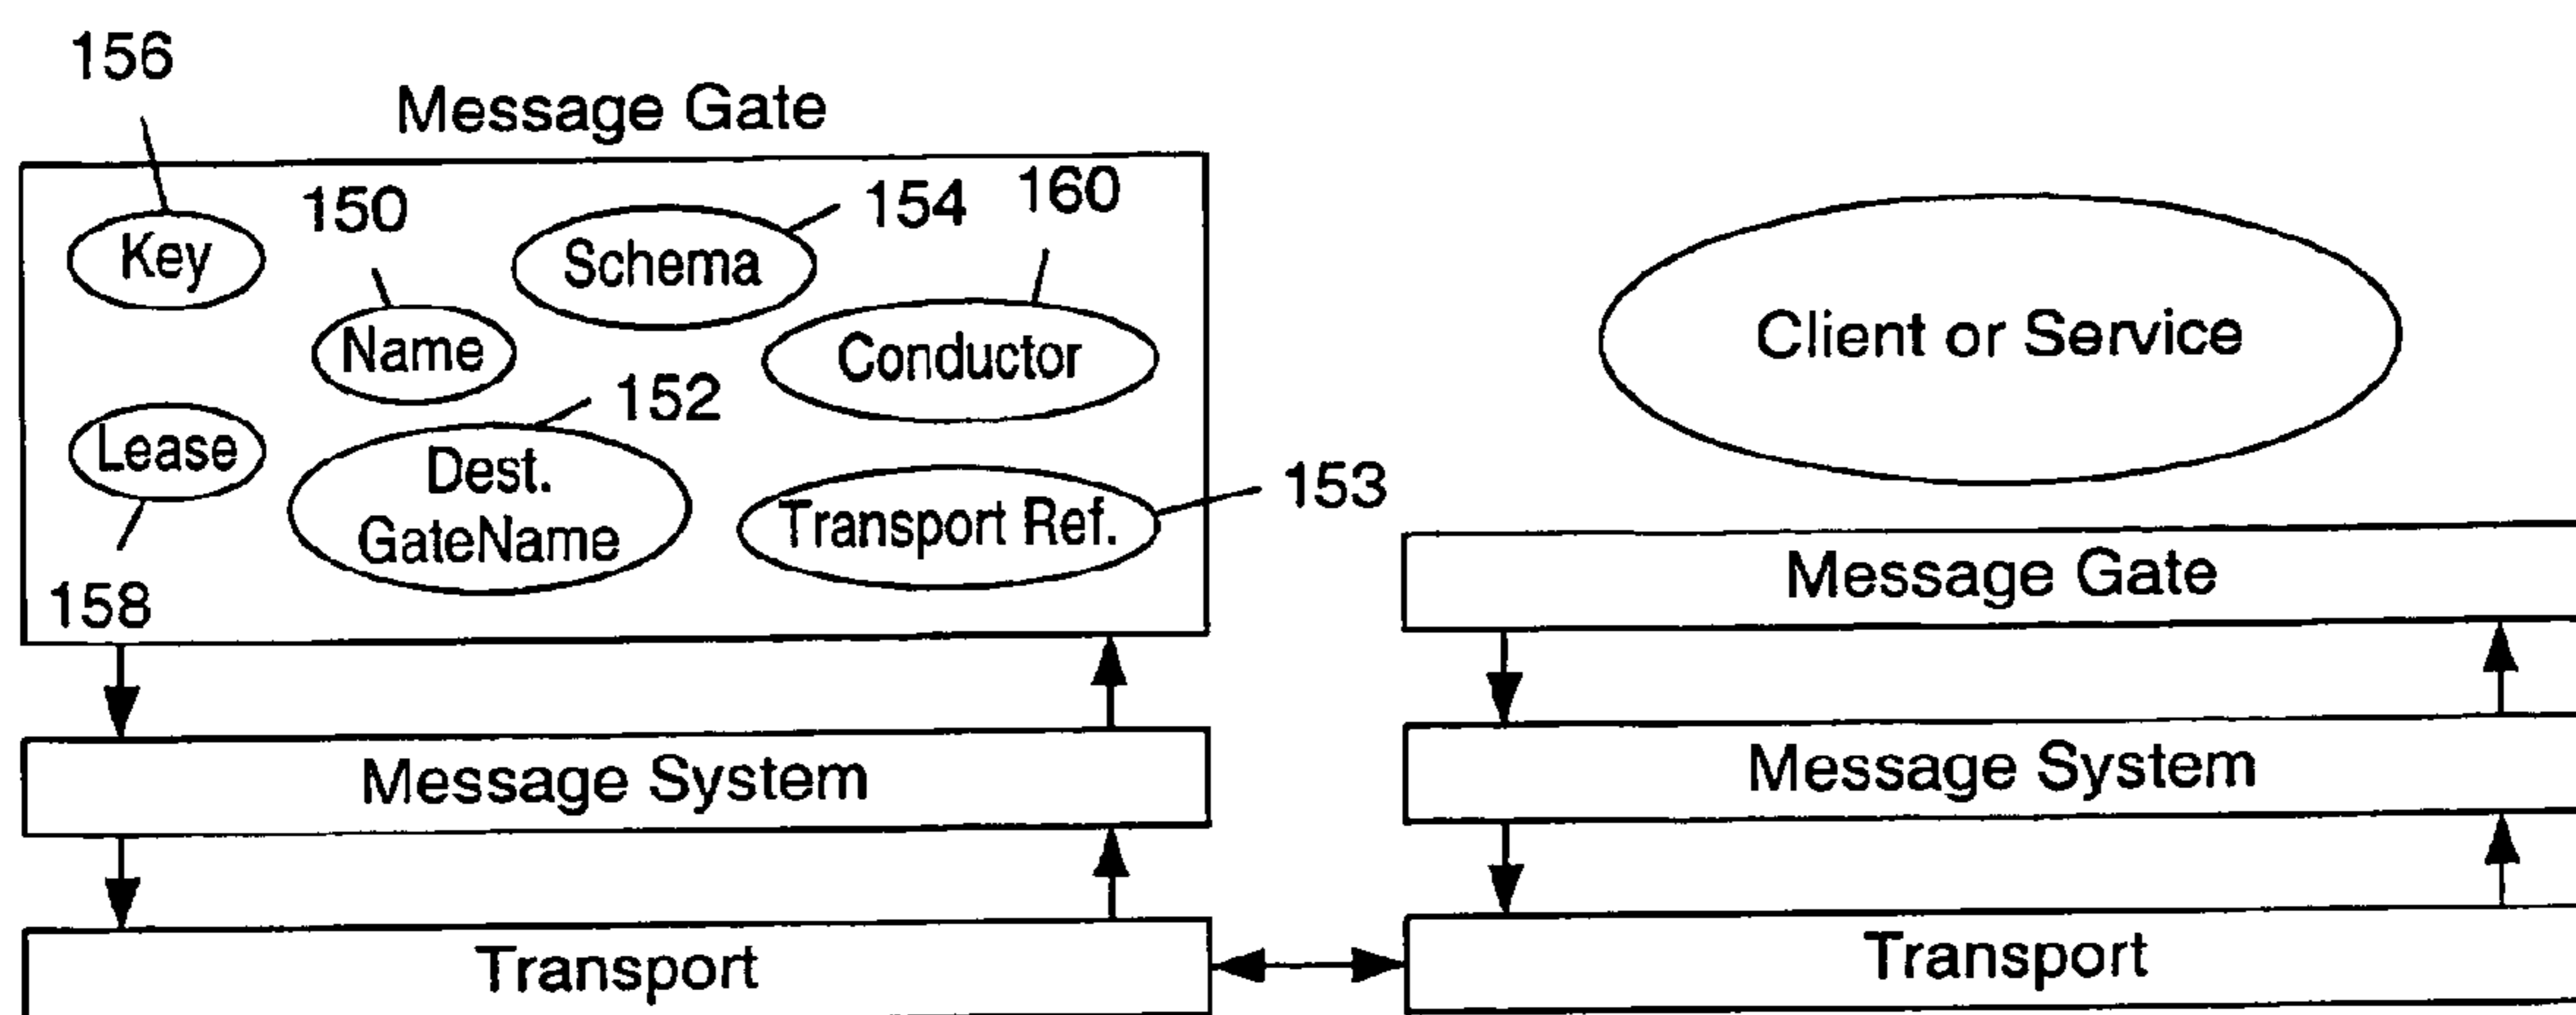 156
Message Gate
150
154
160
Key
Schema
Name
Conductor
Client or Service
152
Lease
Dest.
GateName
Transport Ref.
153
158
Message Gate
Message System
Message System
Transport
Transport